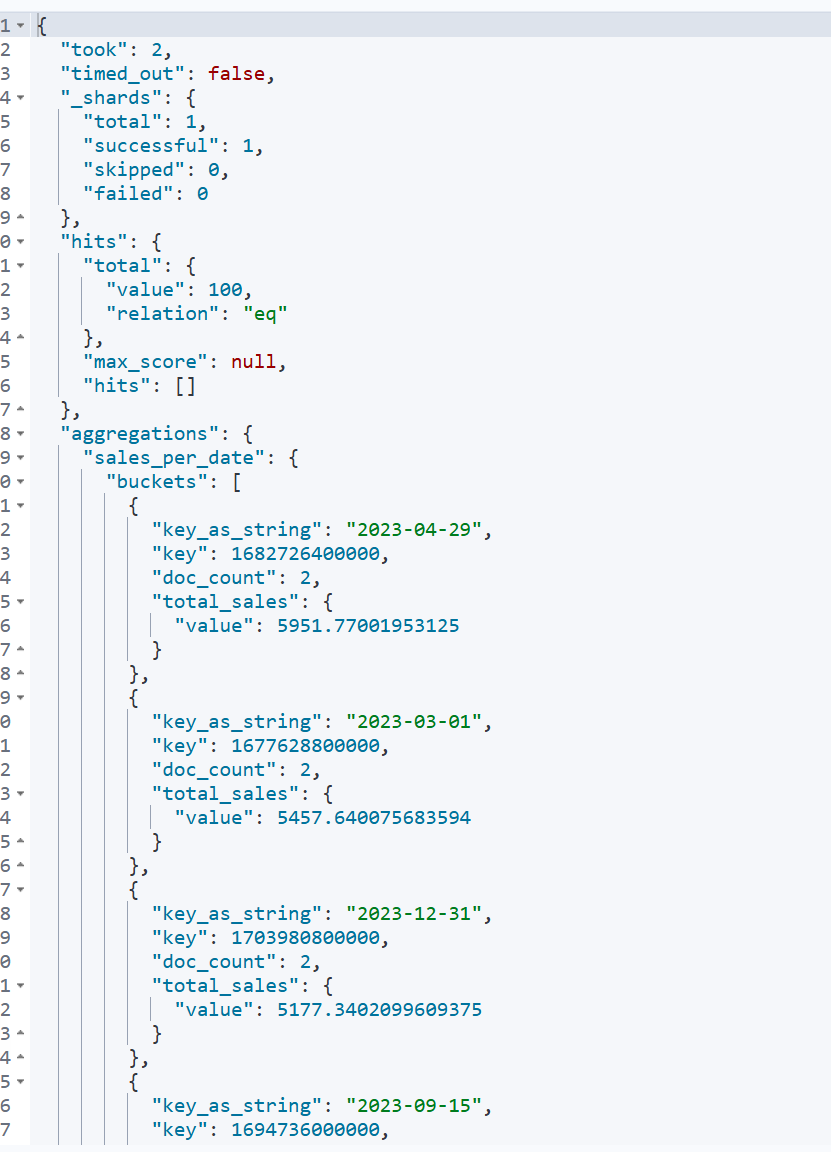 1 {
2   "took": 2,
3   "timed_out": false,
4   "_shards": {
5     "total": 1,
6     "successful": 1,
7     "skipped": 0,
8     "failed": 0
9   },
0   "hits": {
1     "total": {
2       "value": 100,
3       "relation": "eq"
4     },
5     "max_score": null,
6     "hits": []
7   },
8   "aggregations": {
9     "sales_per_date": {
0       "buckets": [
1         {
2           "key_as_string": "2023-04-29",
3           "key": 1682726400000,
4           "doc_count": 2,
5           "total_sales": {
6             "value": 5951.77001953125
7           }
8         },
9         {
0           "key_as_string": "2023-03-01",
1           "key": 1677628800000,
2           "doc_count": 2,
3           "total_sales": {
4             "value": 5457.640075683594
5           }
6         },
7         {
8           "key_as_string": "2023-12-31",
9           "key": 1703980800000,
0           "doc_count": 2,
1           "total_sales": {
2             "value": 5177.3402099609375
3           }
4         },
5         {
6           "key_as_string": "2023-09-15",
7           "key": 1694736000000,